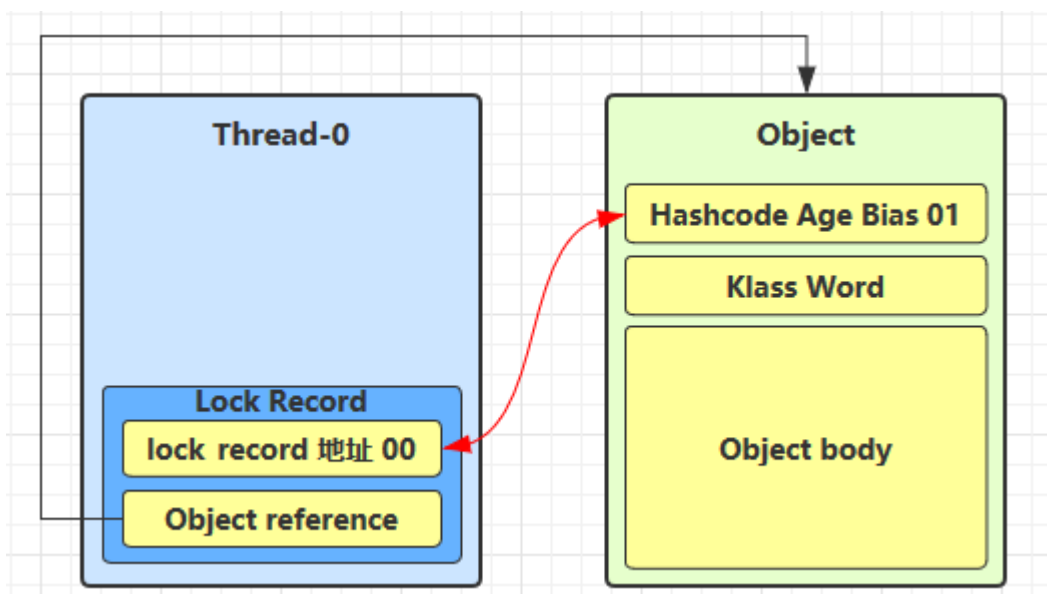 Thread-0
Object
Hashcode Age Bias 01
Klass Word
Lock Record
lock record 地址 00
Object body
Object reference